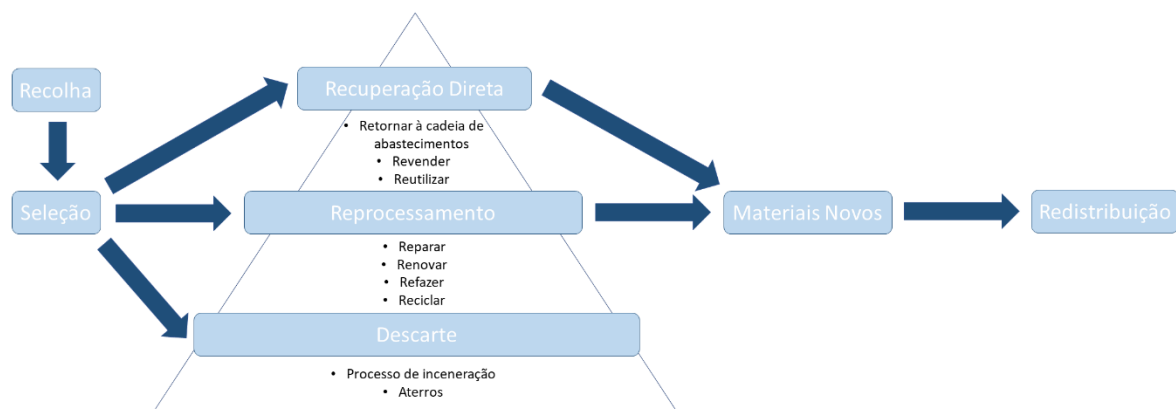 Recolha
Recuperação Direta
• Retornar à cadeia de
abastecimentos
• Revender
• Reutilizar
Seleção
Reprocessamento
Materiais Novos
Redistribuição
• Reparar
• Renovar
• Refazer
• Reciclar
Descarte
• Processo de inceneração
• Aterros